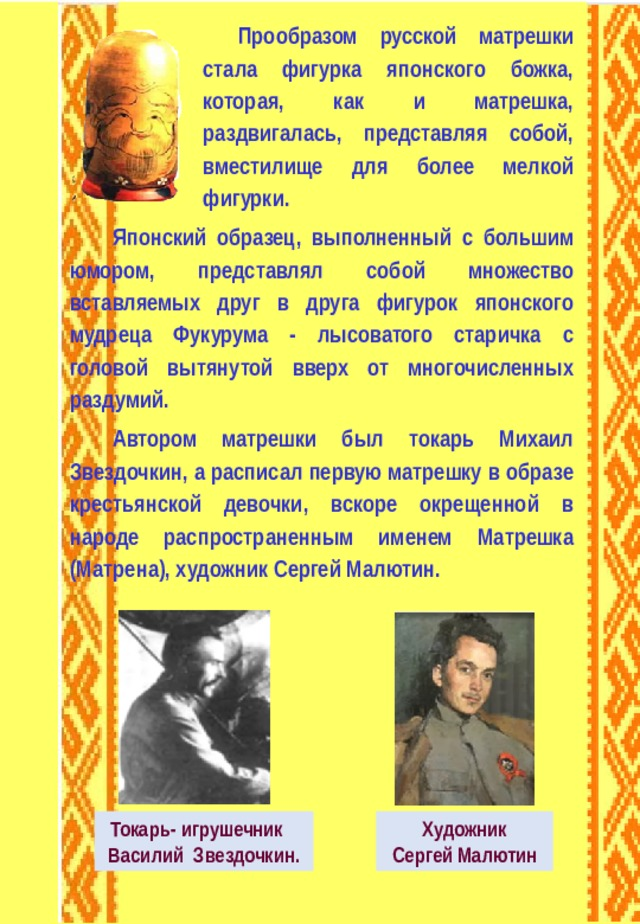 Прообразом русской матрешки
стала фигурка японского божка,
которая, как и матрешка,
раздвигалась, представляя собой,
вместилище для более мелкой
фигурки.
Японский образец, выполненный с большим
юмором, представлял собой множество
вставляемых друг в друга фигурок японского
мудреца Фукурума - лысоватого старичка с
головой вытянутой вверх от многочисленных
раздумий.
Автором матрешки был токарь Михаил
Звездочкин, а расписал первую матрешку в образе
крестьянской девочки, вскоре окрещенной в
народе распространенным именем Матрешка
(Матрена), художник Сергей Малютин.
Токарь- игрушечник
Василий Звездочкин.
Художник
Сергей Малютин